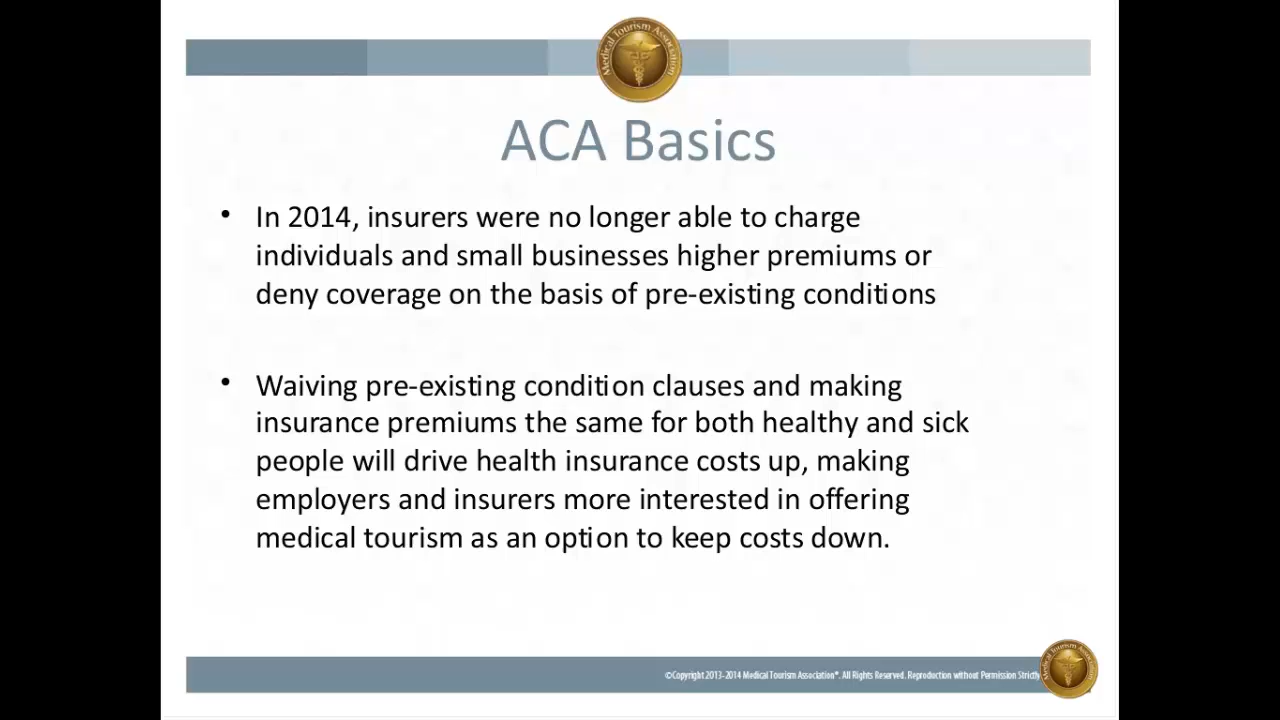 Medical Tourism Association
ACA Basics
• In 2014, insurers were no longer able to charge
individuals and small businesses higher premiums or
deny coverage on the basis of pre-existing conditions
• Waiving pre-existing condition clauses and making
insurance premiums the same for both healthy and sick
people will drive health insurance costs up, making
employers and insurers more interested in offering
medical tourism as an option to keep costs down.
©Copyright 2013-2014 Medical Tourism Association®. All Rights Reserved. Reproduction without Permission Strictly